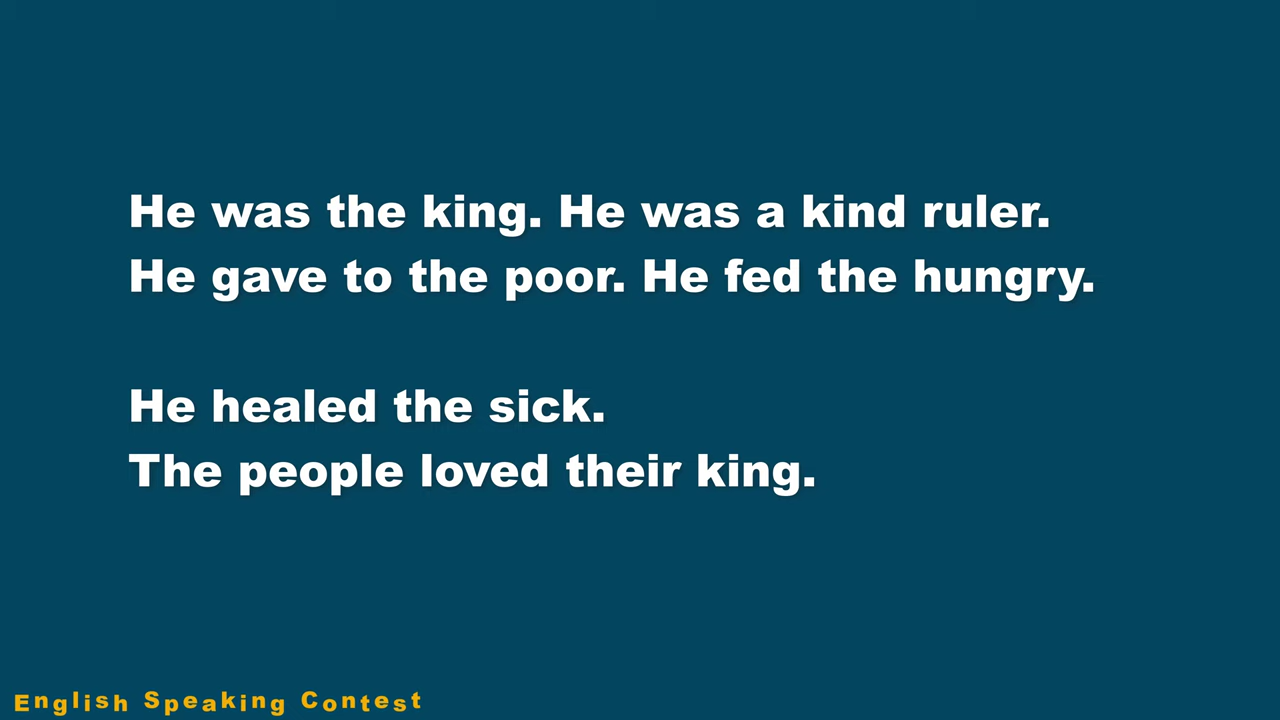 He was the king. He was a kind ruler.
He gave to the poor. He fed the hungry.
He healed the sick.
The people loved their king.
English Speaking Contest